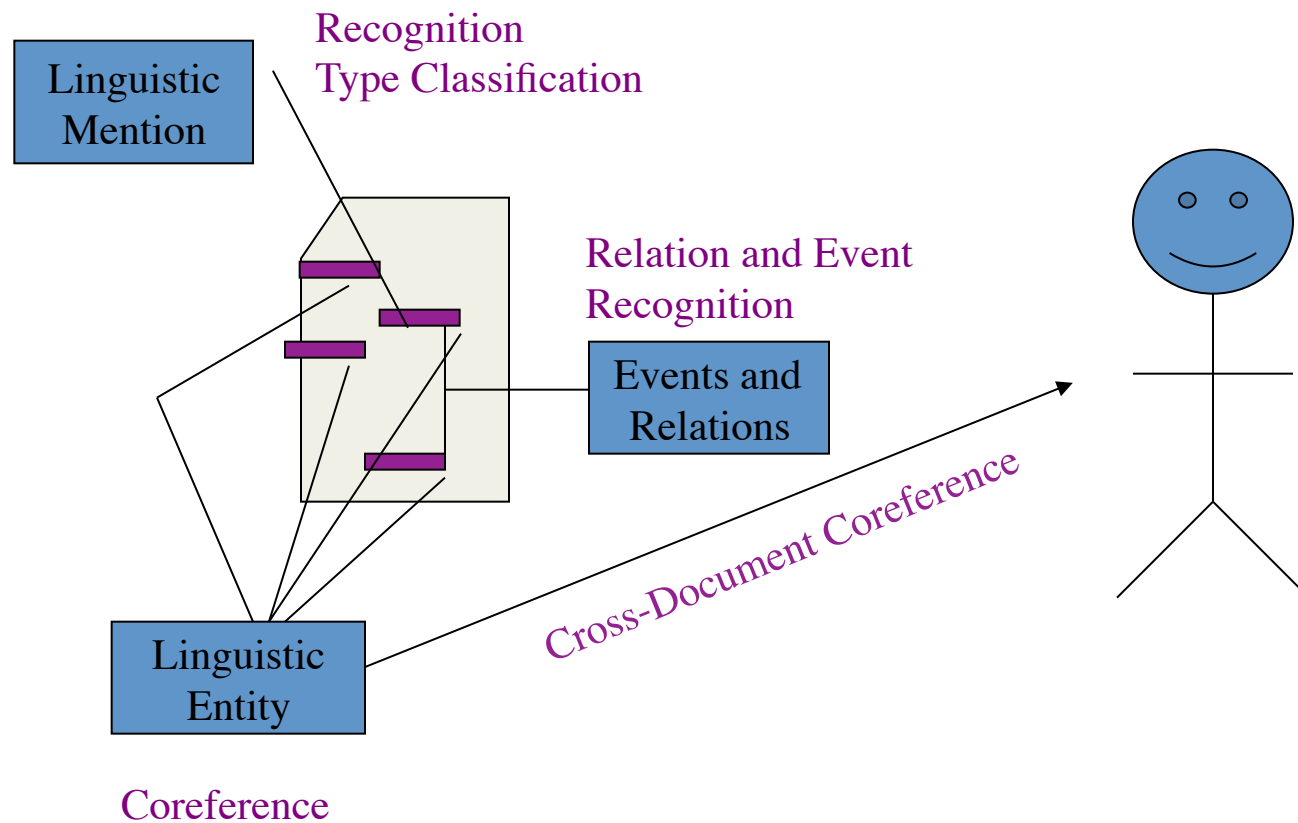 Recognition
Type Classification
Linguistic
Mention
Relation and Event
Recognition
Events and
Relations
Cross-Document Coreference
Linguistic
Entity
Coreference